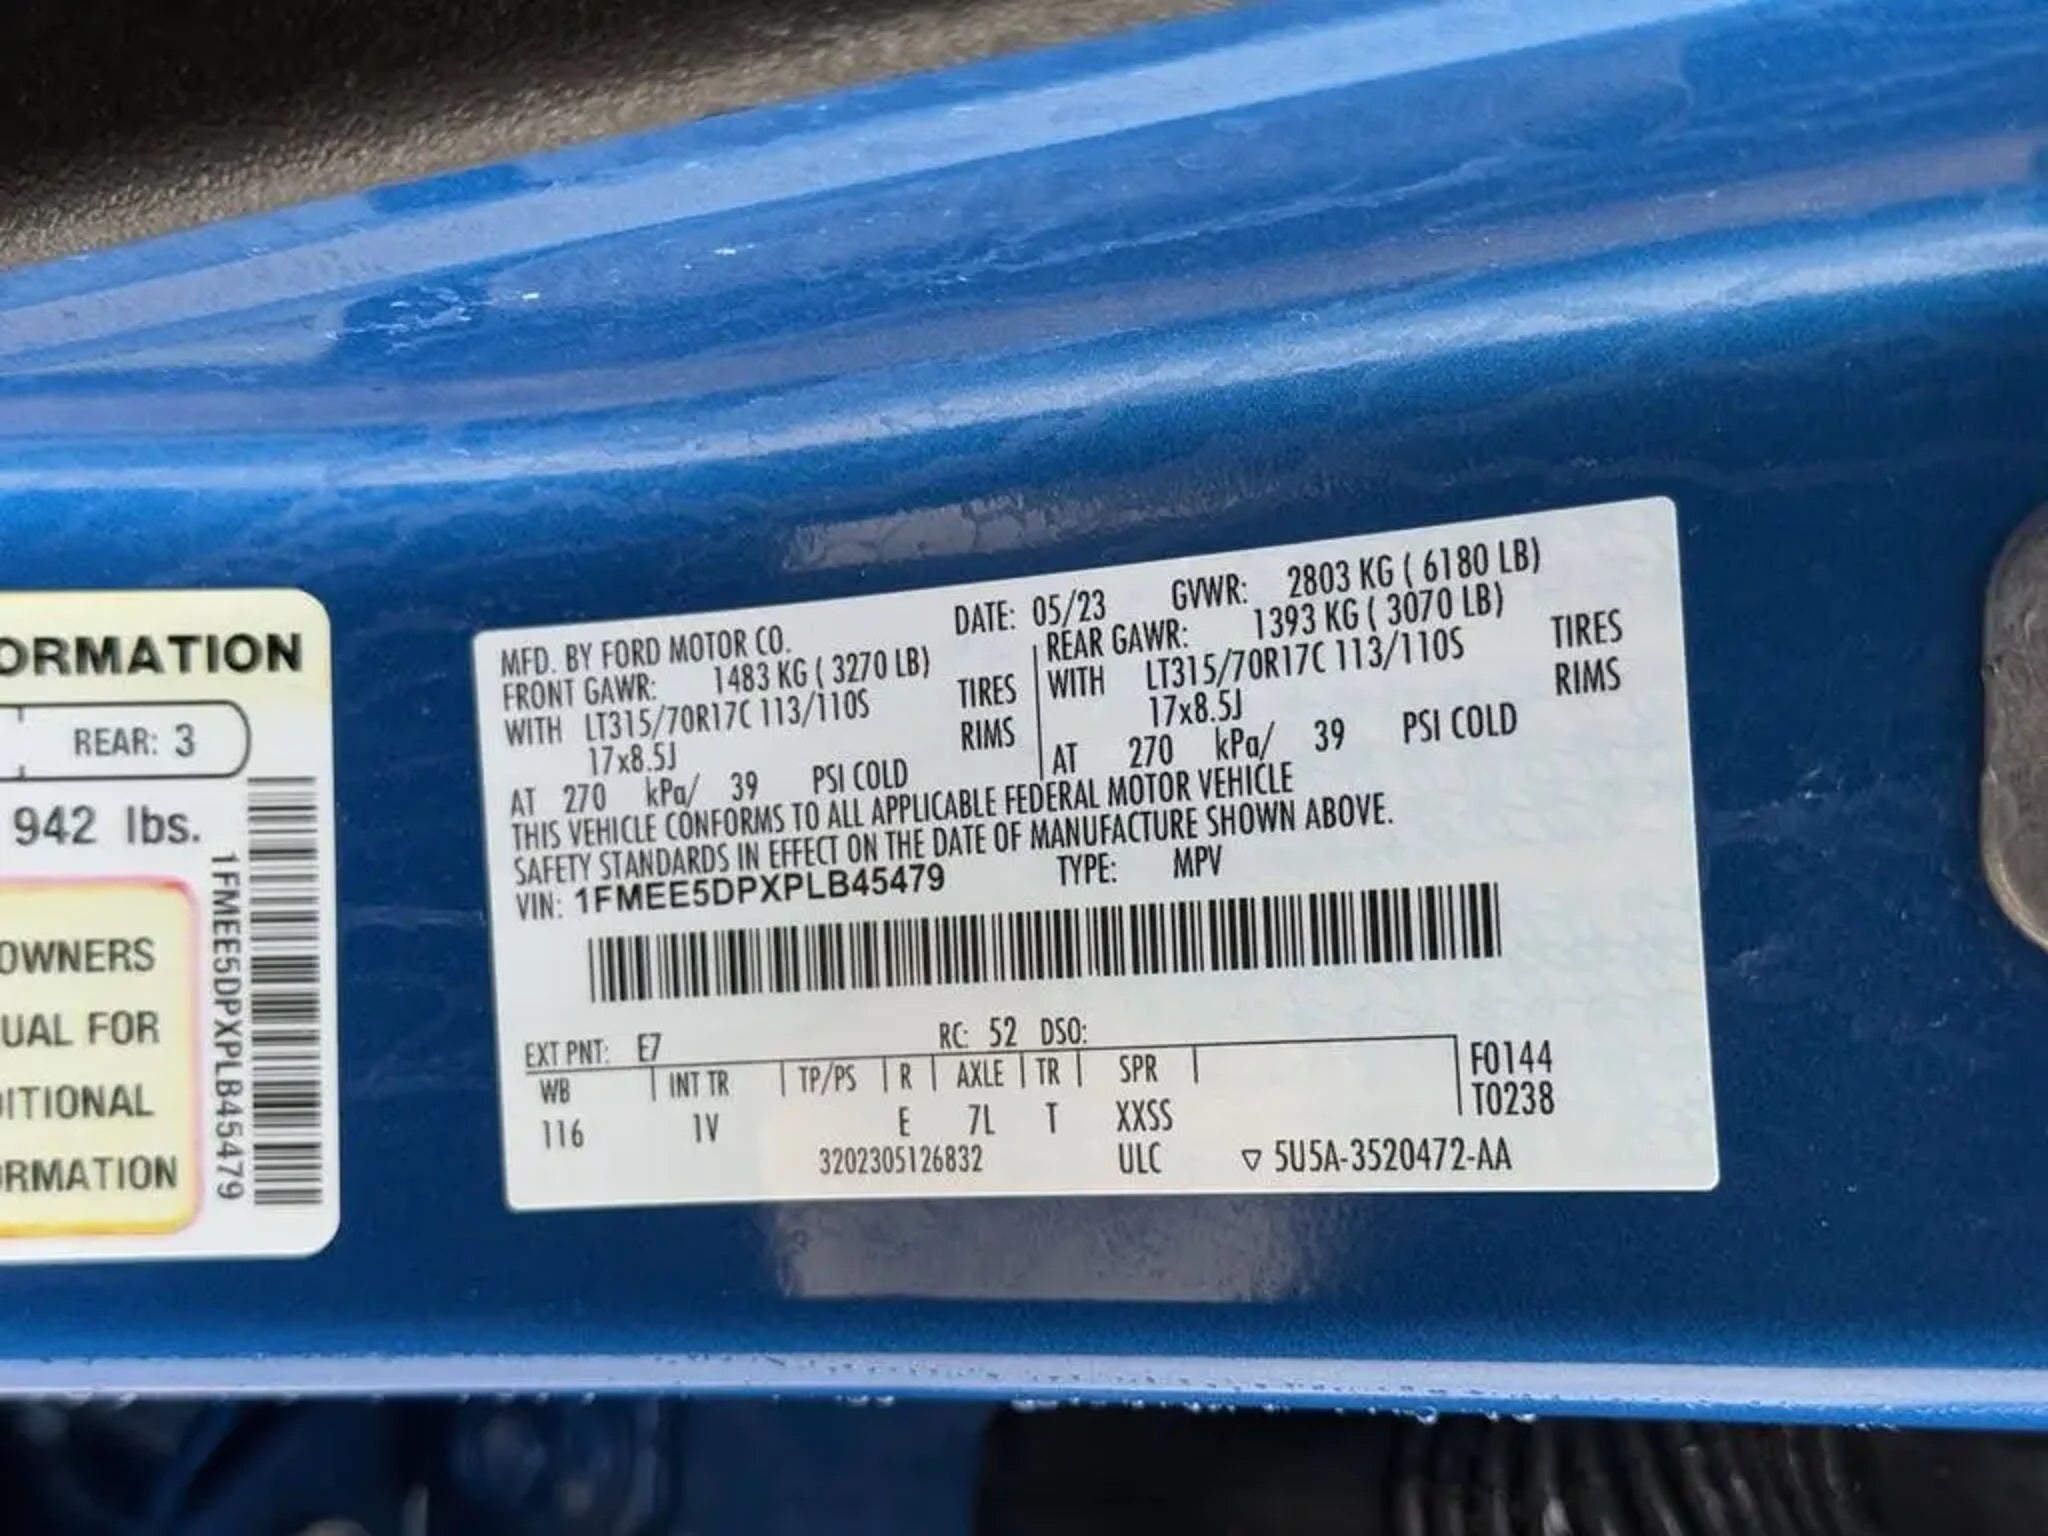 ORMATION
REAR: 3
942 lbs.
OWNERS
UAL FOR
ITIONAL
RMATION
1FMEE5DPXPLB45479
MFD. BY FORD MOTOR CO. DATE: 05/23 GVWR: 2803 KG ( 6180 LB)
FRONT GAWR: 1483 KG ( 3270 LB) REAR GAWR: 1393 KG ( 3070 LB)
WITH LT315/70R17C 113/110S TIRES WITH LT315/70R17C 113/110S TIRES
17x8.5J RIMS 17x8.5J RIMS
AT 270 kPa/ 39 PSI COLD AT 270 kPa/ 39 PSI COLD
THIS VEHICLE CONFORMS TO ALL APPLICABLE FEDERAL MOTOR VEHICLE
SAFETY STANDARDS IN EFFECT ON THE DATE OF MANUFACTURE SHOWN ABOVE.
VIN: 1FMEE5DPXPLB45479 TYPE: MPV
EXT PNT: E7 RC: 52 DSO:
WB INT TR TP/PS R AXLE TR SPR F0144
116 1V E 7L T XXSS T0238
3202305126832 ULC ▽ 5U5A-3520472-AA